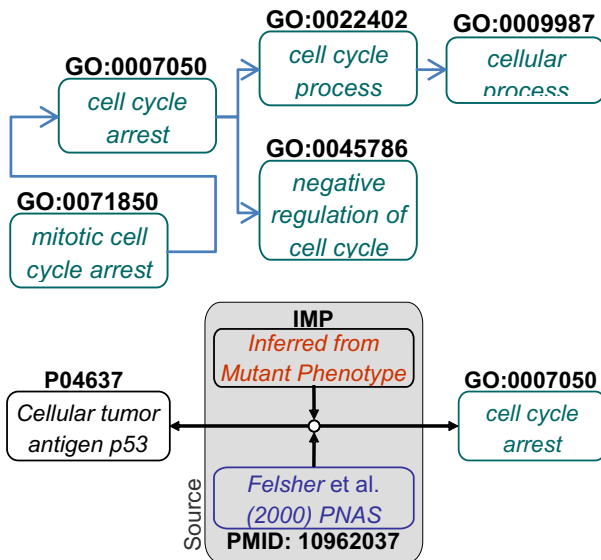 GO:0007050
cell cycle
arrest
GO:0022402
cell cycle
process
GO:0009987
cellular
process
GO:0045786
negative
regulation of
cell cycle
GO:0071850
mitotic cell
cycle arrest
IMP
Inferred from
Mutant Phenotype
P04637
Cellular tumor
antigen p53
GO:0007050
cell cycle
arrest
Source
Felsher et al.
(2000) PNAS
PMID: 10962037